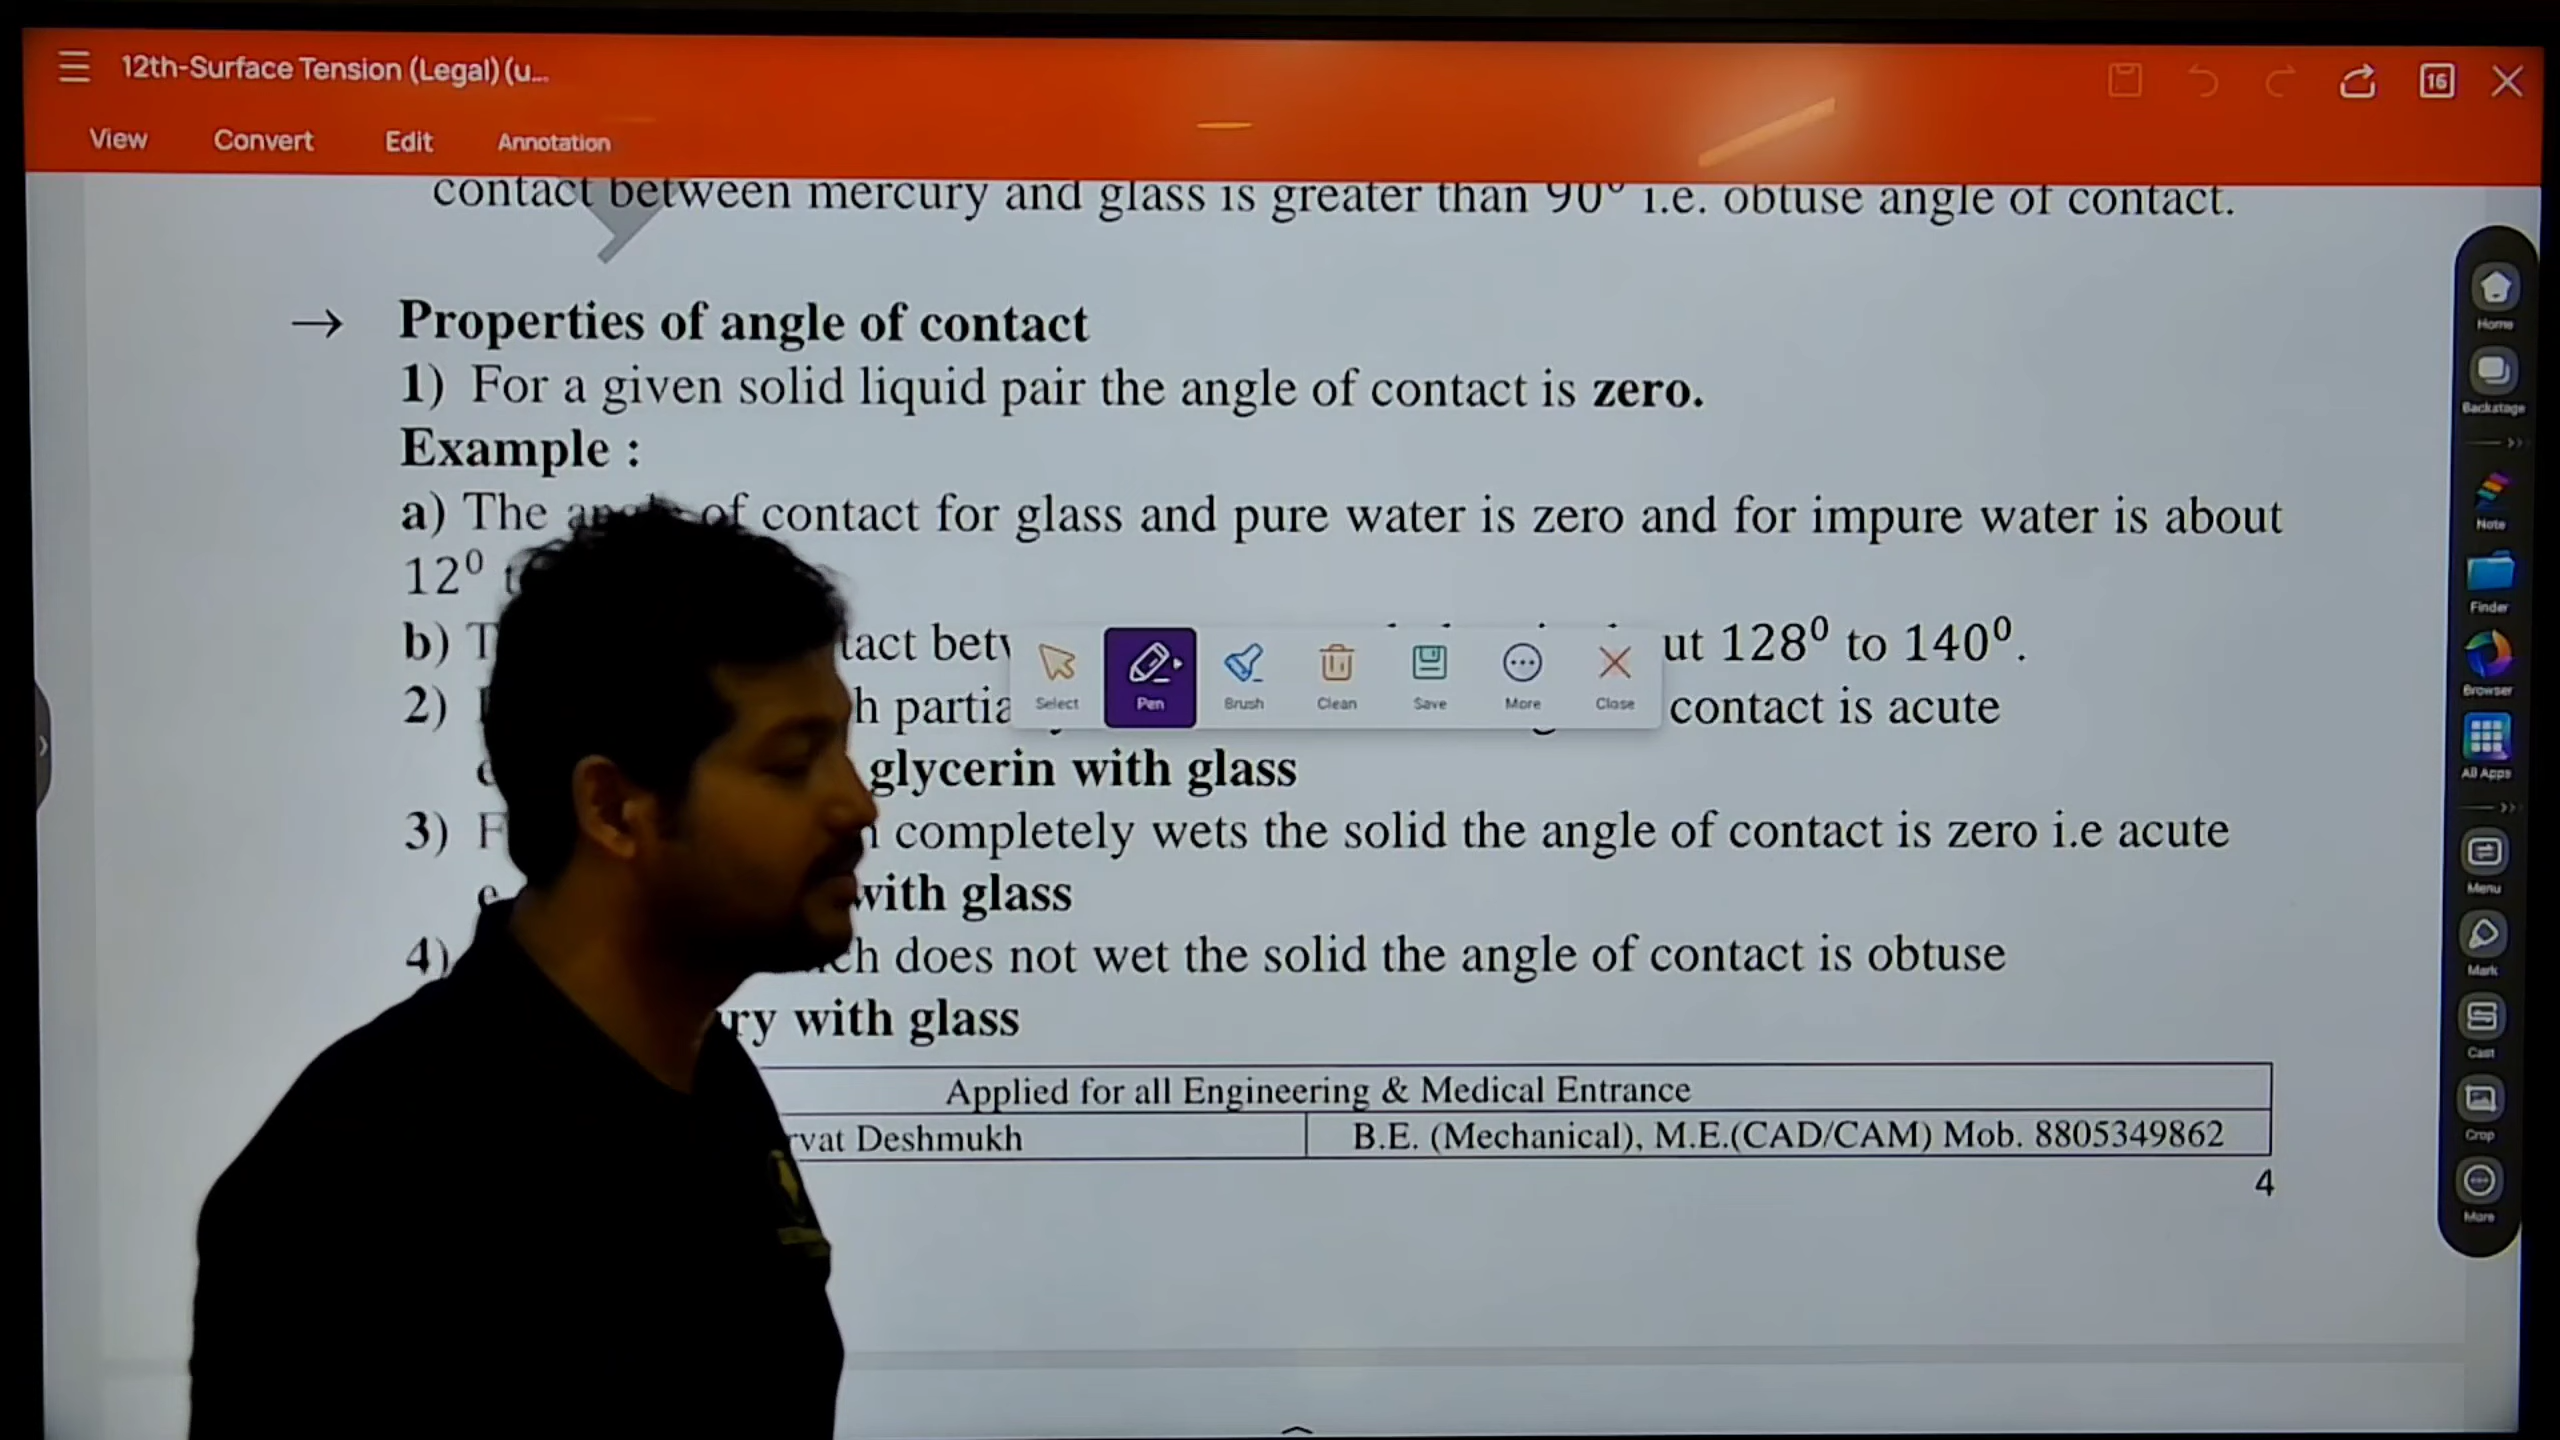 12th-Surface Tension (Legal) (u...
16
View Convert Edit Annotation
contact between mercury and glass is greater than 90⁰ i.e. obtuse angle of contact.
→ Properties of angle of contact
1) For a given solid liquid pair the angle of contact is zero.
Example :
a) The angle of contact for glass and pure water is zero and for impure water is about
12⁰
b) ut 128⁰ to 140⁰.
2) contact is acute
glycerin with glass
3) completely wets the solid the angle of contact is zero i.e acute
with glass
4) does not wet the solid the angle of contact is obtuse
with glass
Applied for all Engineering & Medical Entrance
Deshmukh B.E. (Mechanical), M.E.(CAD/CAM) Mob. 8805349862
4
Select Pen Brush Clean Save More Close
Home
Backstage
Note
Finder
Browser
All Apps
Menu
Mark
Cast
Crop
More